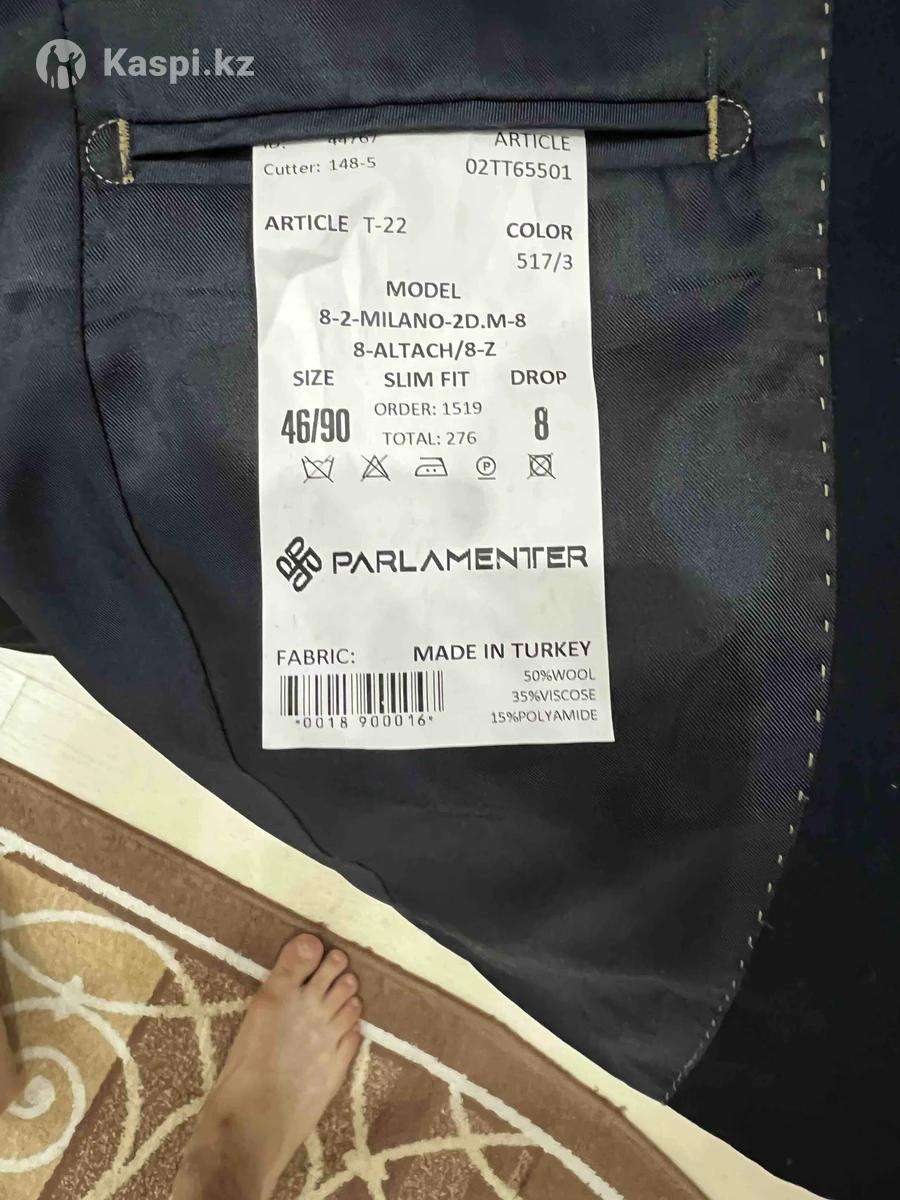 Kaspi.kz
ID: 44767
ARTICLE
Cutter: 148-5
02TT65501
ARTICLE T-22
COLOR
517/3
MODEL
8-2-MILANO-2D.M-8
8-ALTACH/8-Z
SIZE SLIM FIT DROP
46/90
ORDER: 1519
TOTAL: 276
8
PARLAMENTER
FABRIC:
MADE IN TURKEY
50%WOOL
35%VISCOSE
15%POLYAMIDE
*0018 900016*